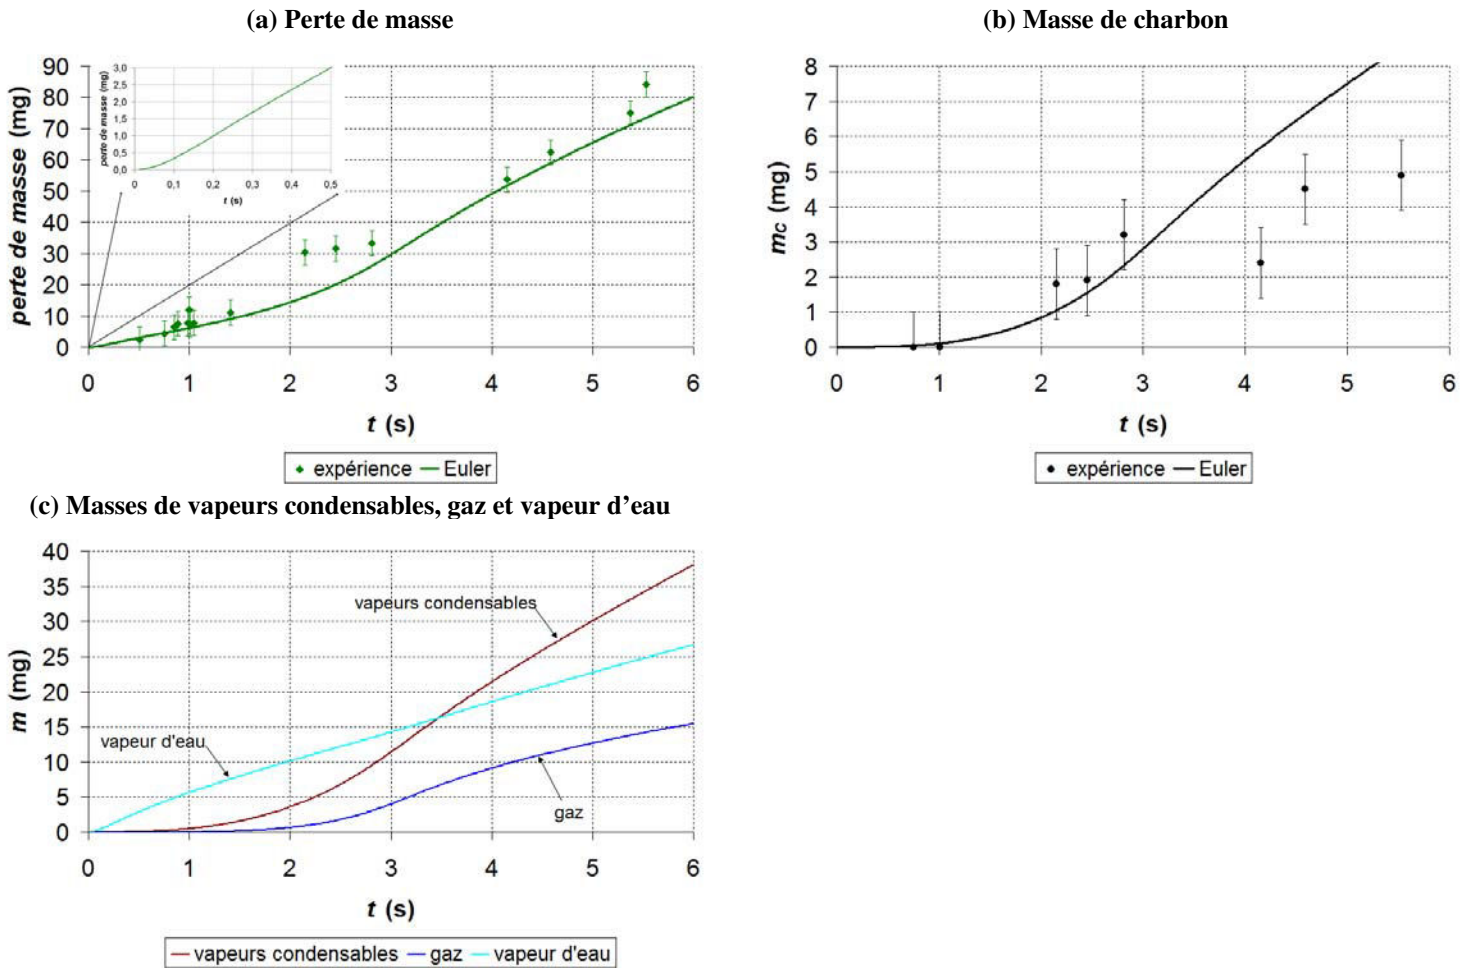 (a) Perte de masse
perte de masse (mg)
90
80
70
60
50
40
30
20
10
0
0 1 2 3 4 5 6
t (s)
perte de masse (mg)
3,0
2,5
2,0
1,5
1,0
0,5
0,0
0 0,1 0,2 0,3 0,4 0,5
t (s)
expérience Euler
(b) Masse de charbon
mc (mg)
8
7
6
5
4
3
2
1
0
0 1 2 3 4 5 6
t (s)
expérience Euler
(c) Masses de vapeurs condensables, gaz et vapeur d’eau
m (mg)
40
35
30
25
20
15
10
5
0
vapeurs condensables
vapeur d'eau
gaz
0 1 2 3 4 5 6
t (s)
vapeurs condensables gaz vapeur d'eau